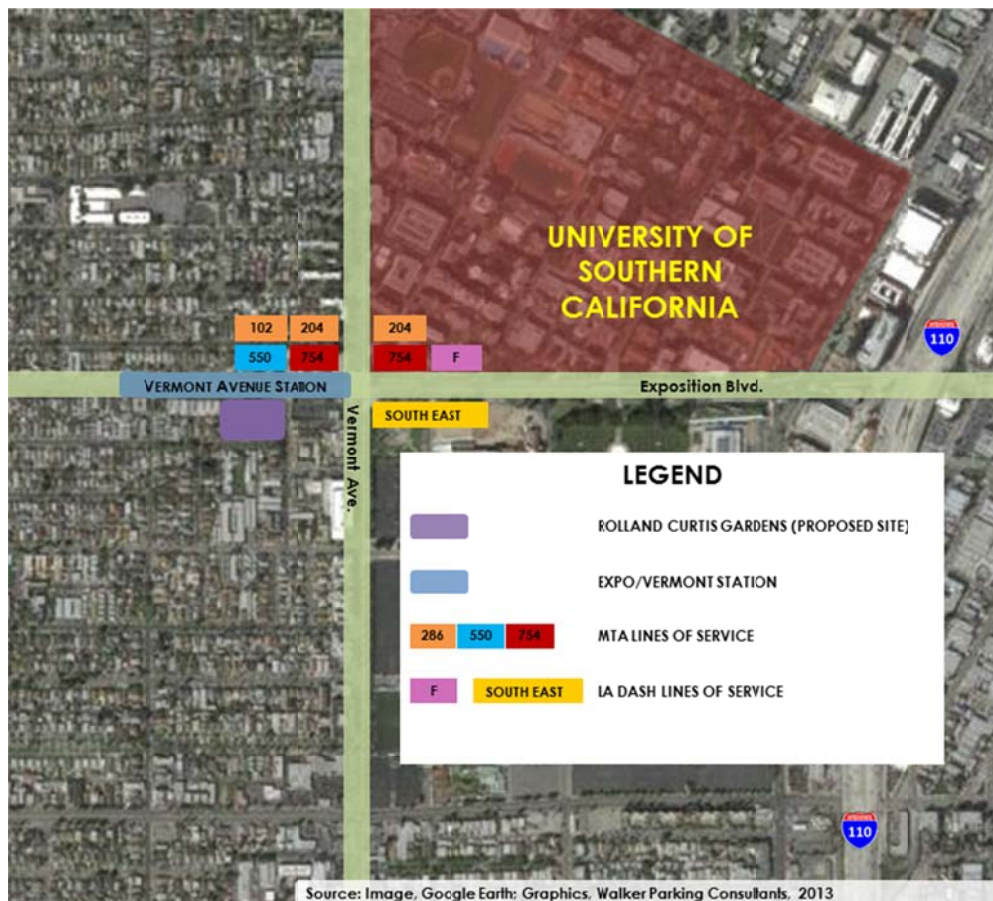 UNIVERSITY OF
SOUTHERN
CALIFORNIA
102 204
204
550 754
754 F
INTERSTATE
110
VERMONT AVENUE STATION
Exposition Blvd.
SOUTH EAST
Vermont Ave.
LEGEND
ROLLAND CURTIS GARDENS (PROPOSED SITE)
EXPO/VERMONT STATION
286 550 754 MTA LINES OF SERVICE
F SOUTH EAST LA DASH LINES OF SERVICE
INTERSTATE
110
Source: Image, Google Earth; Graphics, Walker Parking Consultants, 2013